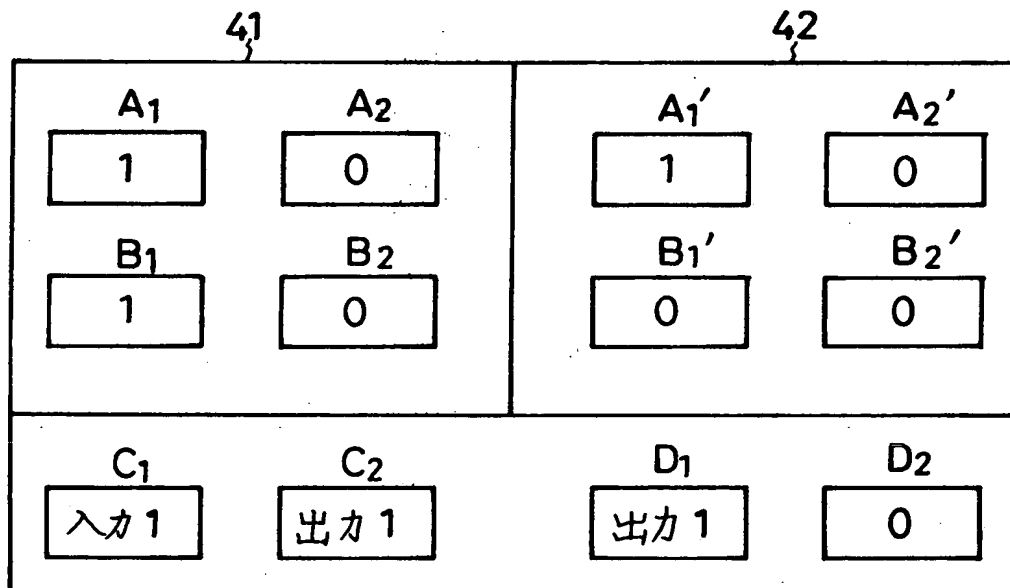 41 42
A₁ A₂ A₁′ A₂′
1 0 1 0
B₁ B₂ B₁′ B₂′
1 0 0 0
C₁ C₂ D₁ D₂
入力1 出力1 出力1 0